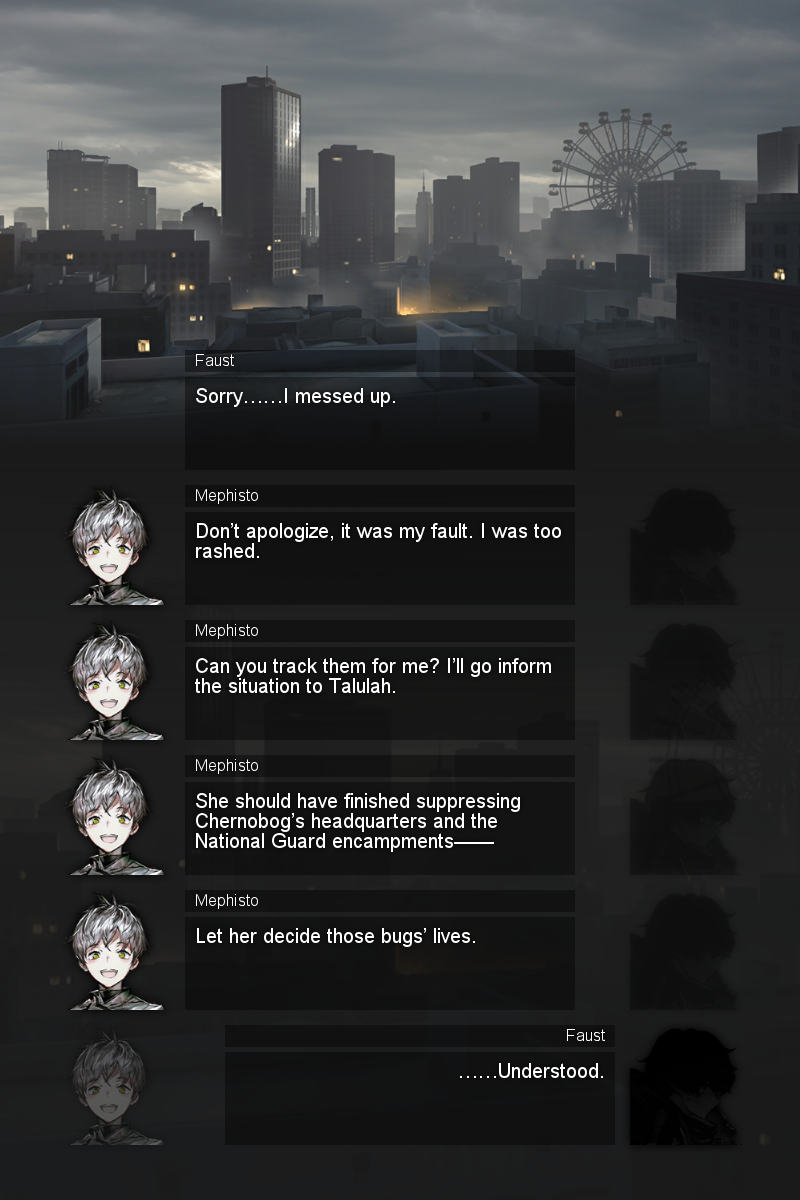 Faust
Sorry……I messed up.
Mephisto
Don’t apologize, it was my fault. I was too
rashed.
Mephisto
Can you track them for me? I’ll go inform
the situation to Talulah.
Mephisto
She should have finished suppressing
Chernobog’s headquarters and the
National Guard encampments——
Mephisto
Let her decide those bugs’ lives.
Faust
……Understood.